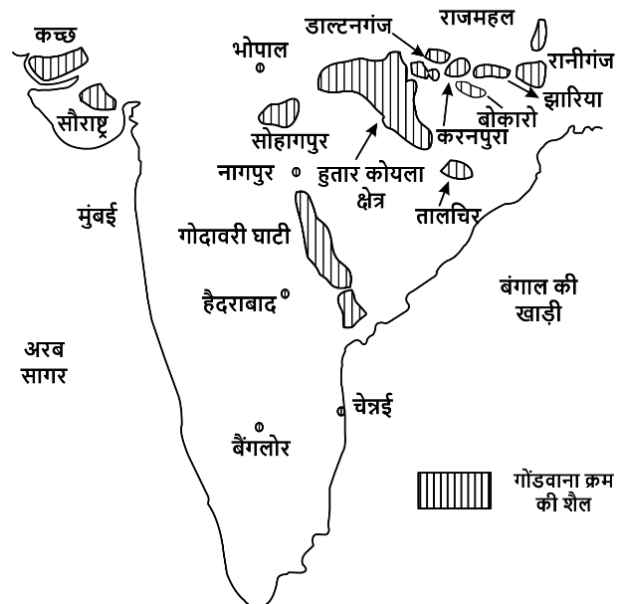 राजमहल
डाल्टनगंज
कच्छ
भोपाल
रानीगंज
झारिया
बोकारो
सौराष्ट्र
सोहागपुर
करनपुरा
नागपुर
हुतार कोयला
क्षेत्र
तालचिर
मुंबई
गोदावरी घाटी
बंगाल की
खाड़ी
हैदराबाद
अरब
सागर
चेन्नई
बैंगलोर
गोंडवाना क्रम
की शैल